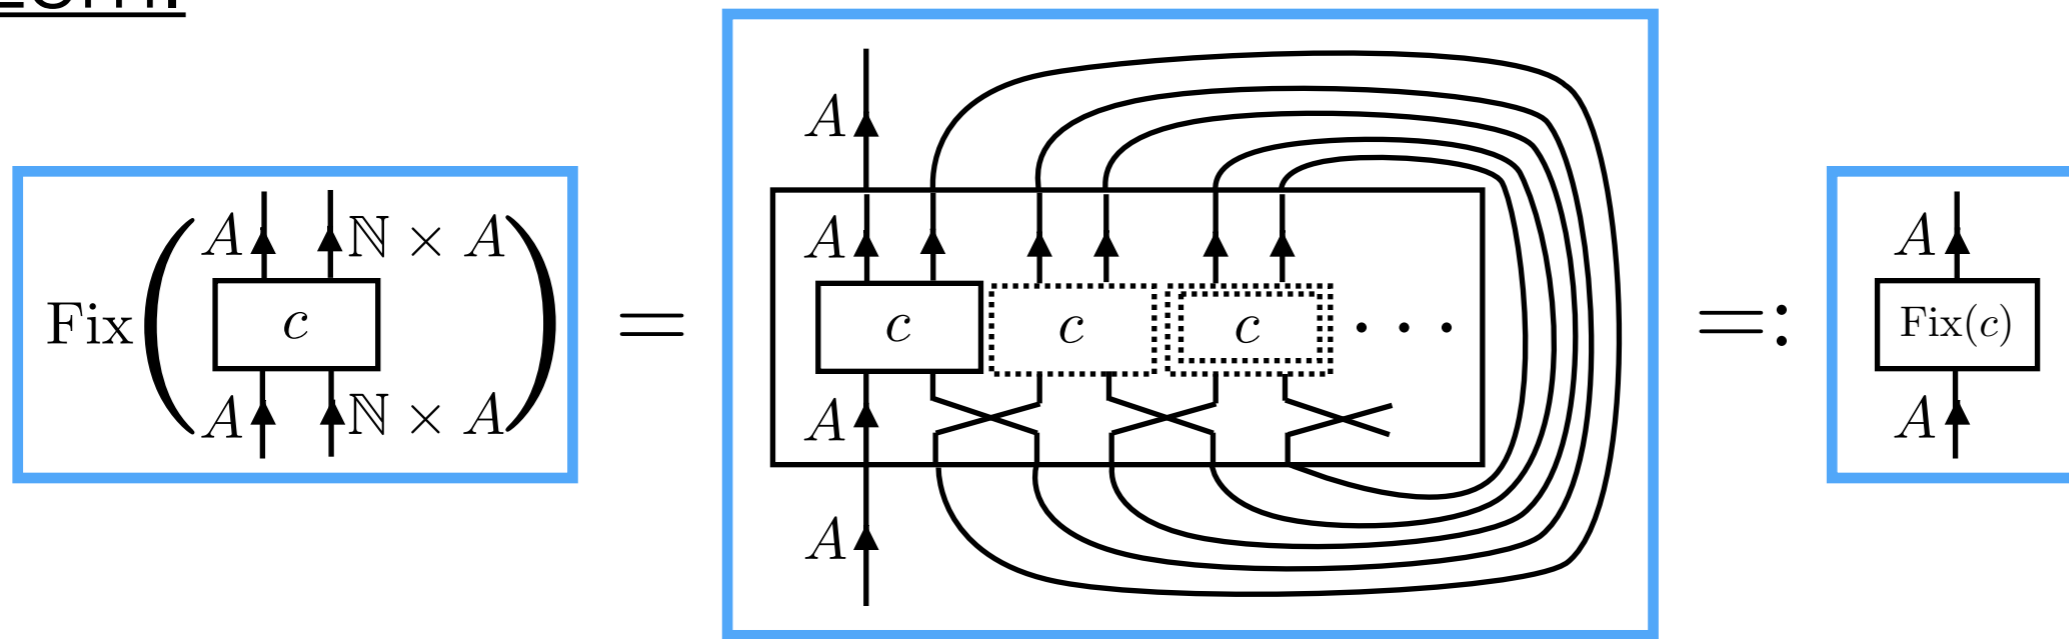 A
A ℕ × A A A
Fix( c ) = c c c · · · =: Fix(c)
A ℕ × A A A
A